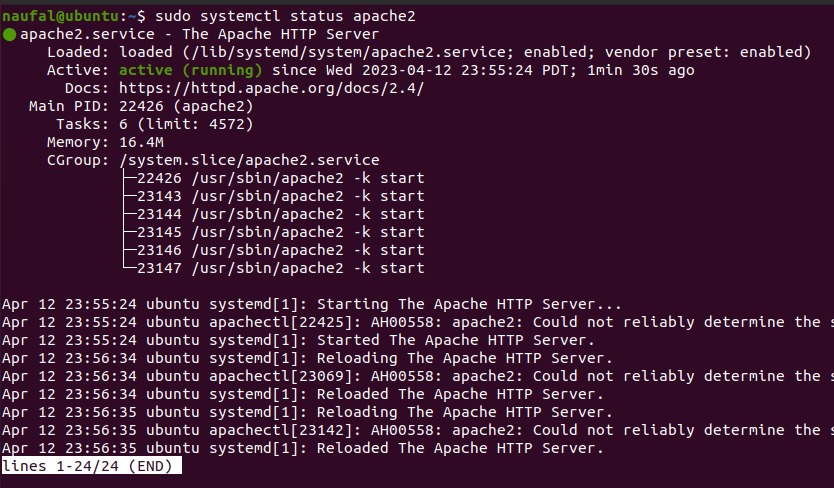 naufal@ubuntu:~$ sudo systemctl status apache2
● apache2.service - The Apache HTTP Server
     Loaded: loaded (/lib/systemd/system/apache2.service; enabled; vendor preset: enabled)
     Active: active (running) since Wed 2023-04-12 23:55:24 PDT; 1min 30s ago
       Docs: https://httpd.apache.org/docs/2.4/
   Main PID: 22426 (apache2)
      Tasks: 6 (limit: 4572)
     Memory: 16.4M
     CGroup: /system.slice/apache2.service
             ├─22426 /usr/sbin/apache2 -k start
             ├─23143 /usr/sbin/apache2 -k start
             ├─23144 /usr/sbin/apache2 -k start
             ├─23145 /usr/sbin/apache2 -k start
             ├─23146 /usr/sbin/apache2 -k start
             └─23147 /usr/sbin/apache2 -k start
Apr 12 23:55:24 ubuntu systemd[1]: Starting The Apache HTTP Server...
Apr 12 23:55:24 ubuntu apachectl[22425]: AH00558: apache2: Could not reliably determine the s
Apr 12 23:55:24 ubuntu systemd[1]: Started The Apache HTTP Server.
Apr 12 23:56:34 ubuntu systemd[1]: Reloading The Apache HTTP Server.
Apr 12 23:56:34 ubuntu apachectl[23069]: AH00558: apache2: Could not reliably determine the s
Apr 12 23:56:34 ubuntu systemd[1]: Reloaded The Apache HTTP Server.
Apr 12 23:56:35 ubuntu systemd[1]: Reloading The Apache HTTP Server.
Apr 12 23:56:35 ubuntu apachectl[23142]: AH00558: apache2: Could not reliably determine the s
Apr 12 23:56:35 ubuntu systemd[1]: Reloaded The Apache HTTP Server.
lines 1-24/24 (END)